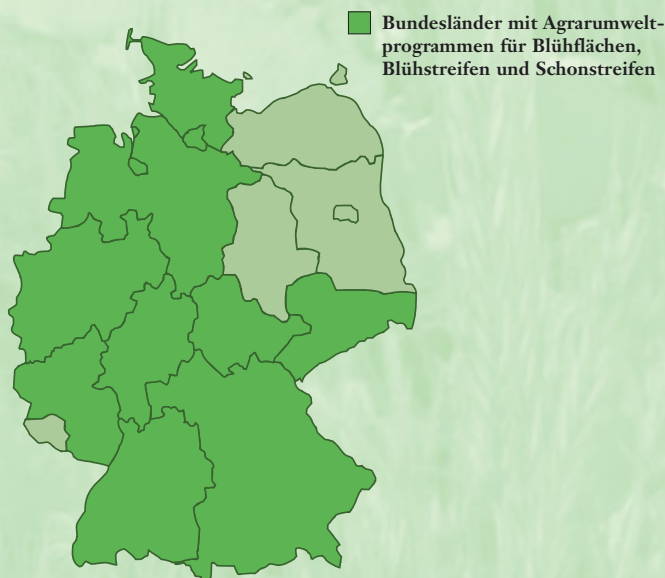 Bundesländer mit Agrarumwelt-
programmen für Blühflächen,
Blühstreifen und Schonstreifen